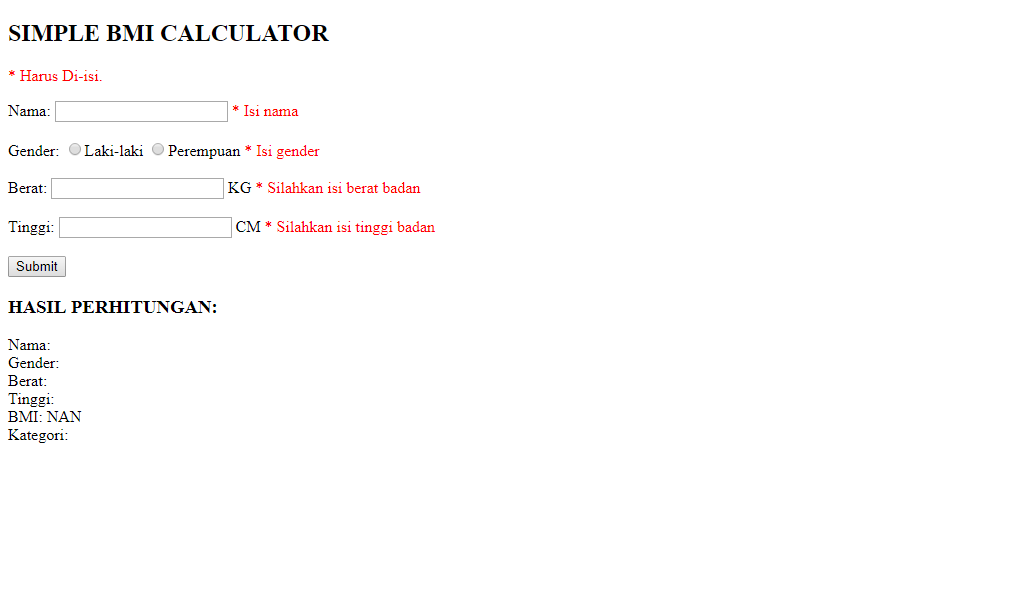 SIMPLE BMI CALCULATOR
* Harus Di-isi.
Nama: * Isi nama
Gender: Laki-laki Perempuan * Isi gender
Berat: KG * Silahkan isi berat badan
Tinggi: CM * Silahkan isi tinggi badan
Submit
HASIL PERHITUNGAN:
Nama:
Gender:
Berat:
Tinggi:
BMI: NAN
Kategori: